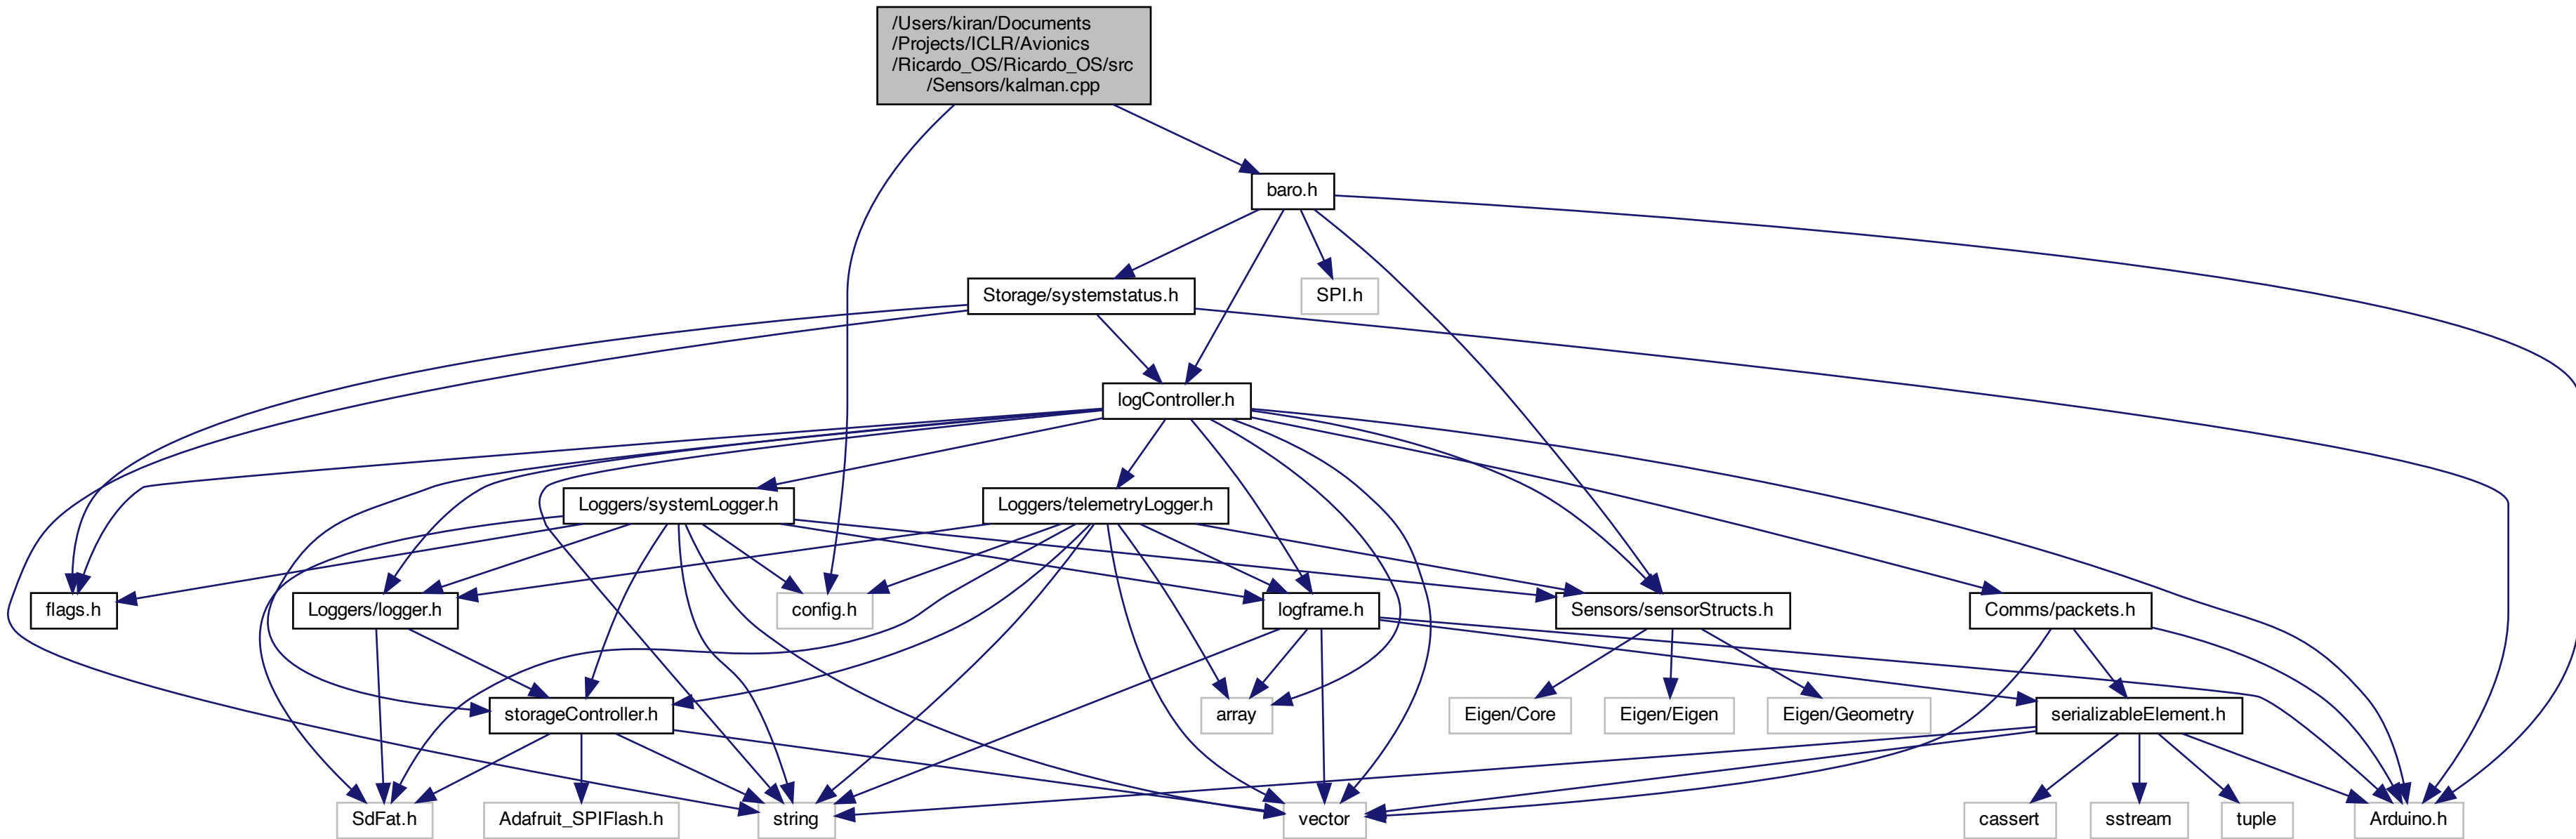 /Users/kiran/Documents
/Projects/ICLR/Avionics
/Ricardo_OS/Ricardo_OS/src
/Sensors/kalman.cpp
baro.h
Storage/systemstatus.h
SPI.h
logController.h
Loggers/systemLogger.h
Loggers/telemetryLogger.h
flags.h
Loggers/logger.h
config.h
logframe.h
Sensors/sensorStructs.h
Comms/packets.h
storageController.h
array
Eigen/Core
Eigen/Eigen
Eigen/Geometry
serializableElement.h
SdFat.h
Adafruit_SPIFlash.h
string
vector
cassert
sstream
tuple
Arduino.h